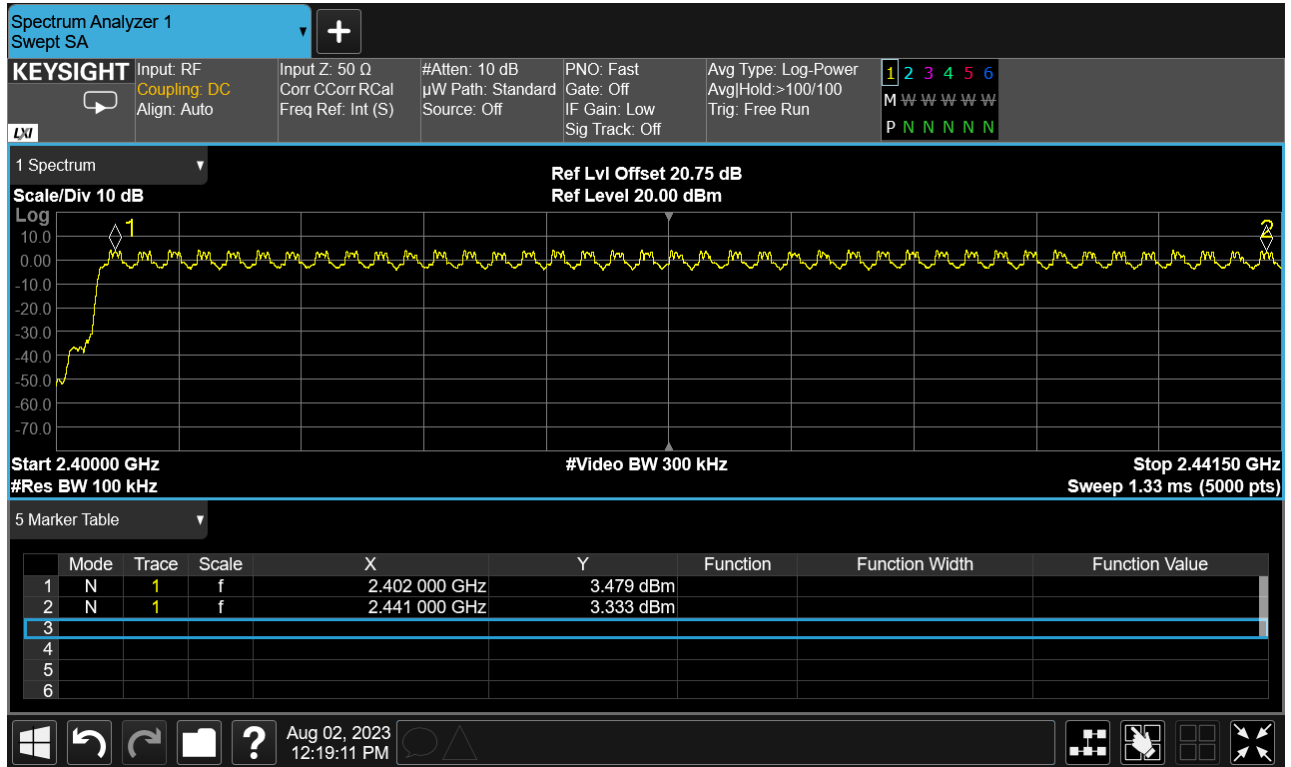 Spectrum Analyzer 1
Swept SA
KEYSIGHT
LXI
Input: RF
Coupling: DC
Align: Auto
Input Z: 50 Ω
Corr CCorr RCal
Freq Ref: Int (S)
#Atten: 10 dB
µW Path: Standard
Source: Off
PNO: Fast
Gate: Off
IF Gain: Low
Sig Track: Off
Avg Type: Log-Power
Avg|Hold:>100/100
Trig: Free Run
1 2 3 4 5 6
M W W W W W
P N N N N N
1 Spectrum
Scale/Div 10 dB
Ref Lvl Offset 20.75 dB
Ref Level 20.00 dBm
Log
10.0
0.00
-10.0
-20.0
-30.0
-40.0
-50.0
-60.0
-70.0
1
2
Start 2.40000 GHz
#Res BW 100 kHz
#Video BW 300 kHz
Stop 2.44150 GHz
Sweep 1.33 ms (5000 pts)
5 Marker Table
Mode Trace Scale X Y Function Function Width Function Value
1 N 1 f 2.402 000 GHz 3.479 dBm
2 N 1 f 2.441 000 GHz 3.333 dBm
3
4
5
6
?
Aug 02, 2023
12:19:11 PM